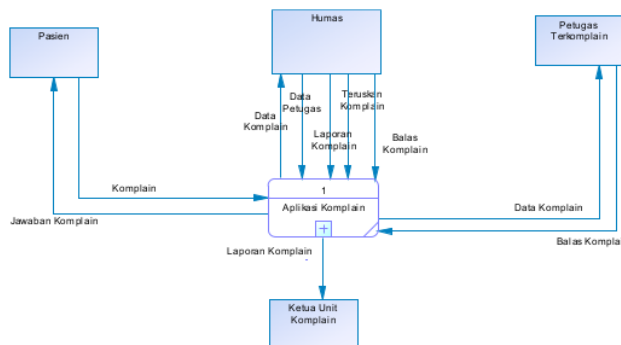 Pasien
Humas
Petugas
Terkomplain
Data
Komplain
Data
Petugas
Laporan
Komplain
Teruskan
Komplain
Balas
Komplain
Komplain
Jawaban Komplain
1
Aplikasi Komplain
Data Komplain
Balas Komplain
Laporan Komplain
Ketua Unit
Komplain